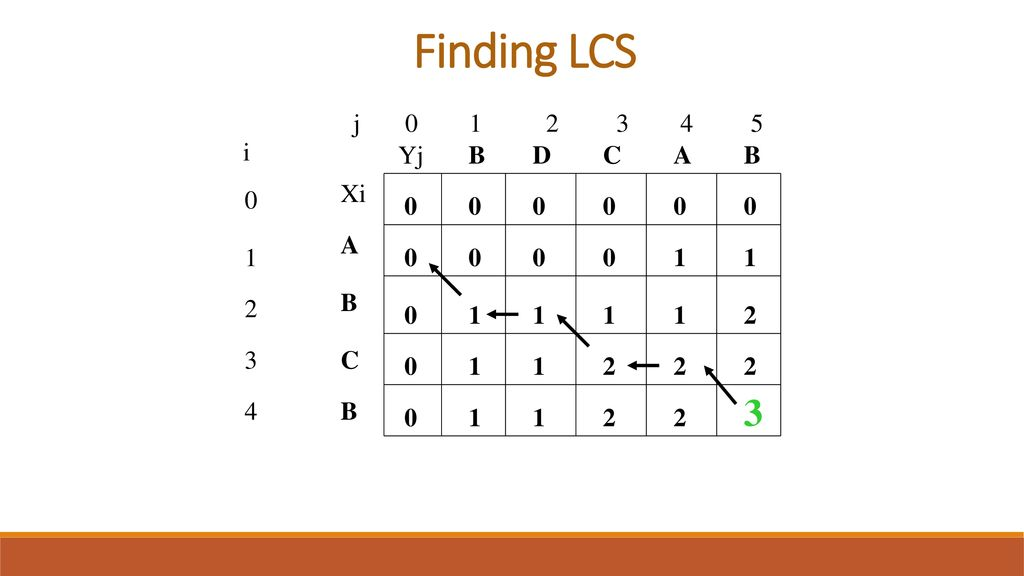 Finding LCS
j 0 1 2 3 4 5
i Yj B D C A B
0 Xi 0 0 0 0 0 0
1 A 0 0 0 0 1 1
2 B 0 1 1 1 1 2
3 C 0 1 1 2 2 2
4 B 0 1 1 2 2 3